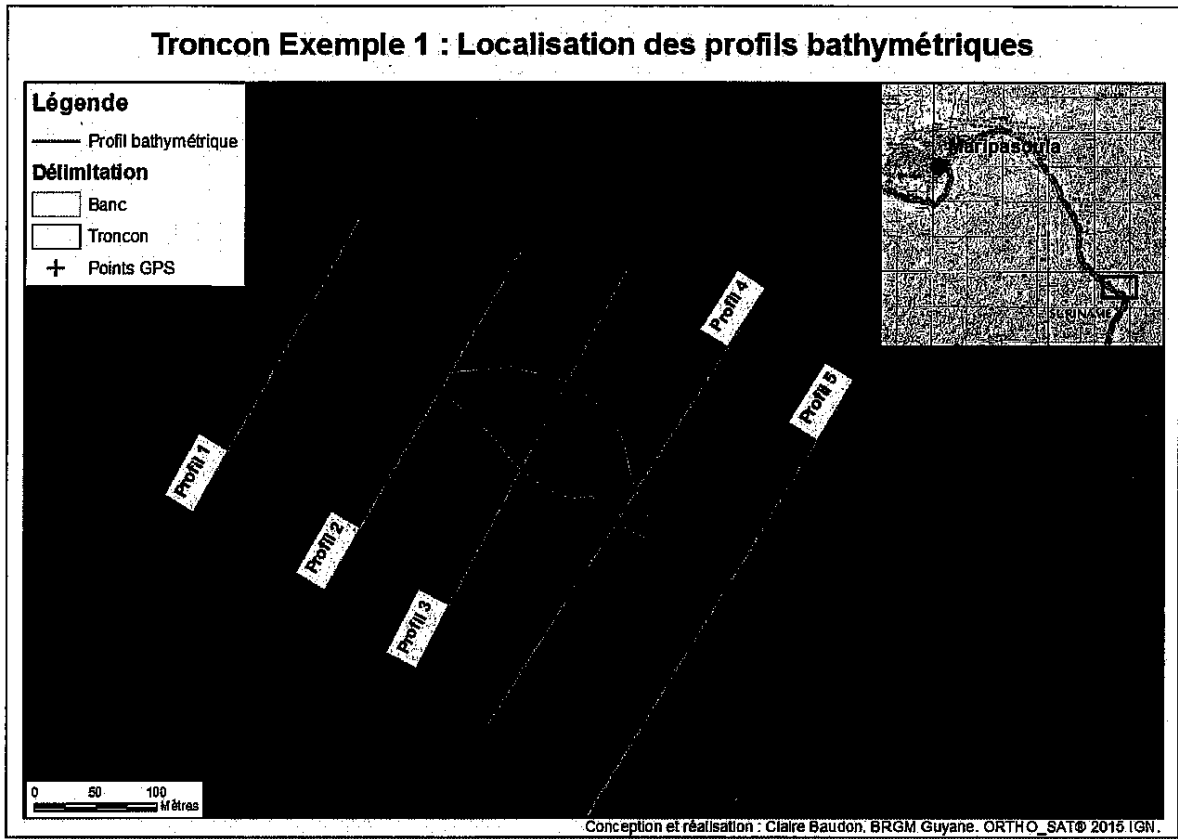 Troncon Exemple 1 : Localisation des profils bathymétriques
Légende
Profil bathymétrique
Délimitation
Banc
Troncon
Points GPS
Maripasoula
SURINAME
Profil 1
Profil 2
Profil 3
Profil 4
Profil 5
0 50 100
Mètres
Conception et réalisation : Claire Baudon, BRGM Guyane. ORTHO_SAT® 2015 IGN.